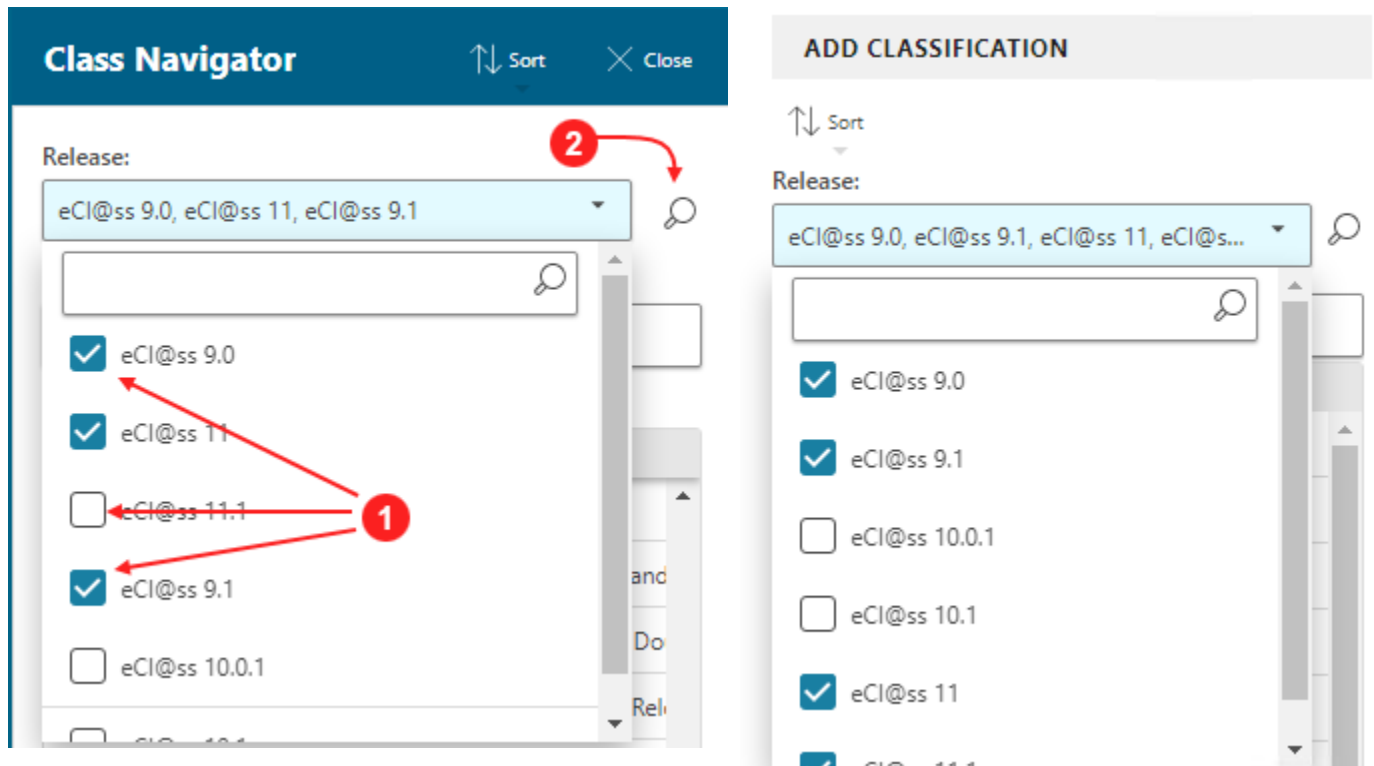 Class Navigator
Sort
Close
2
Release:
eCl@ss 9.0, eCl@ss 11, eCl@ss 9.1
eCl@ss 9.0
eCl@ss 11
eCl@ss 11.1
1
eCl@ss 9.1
and
eCl@ss 10.0.1
Do
Rel
ADD CLASSIFICATION
Sort
Release:
eCl@ss 9.0, eCl@ss 9.1, eCl@ss 11, eCl@s...
eCl@ss 9.0
eCl@ss 9.1
eCl@ss 10.0.1
eCl@ss 10.1
eCl@ss 11